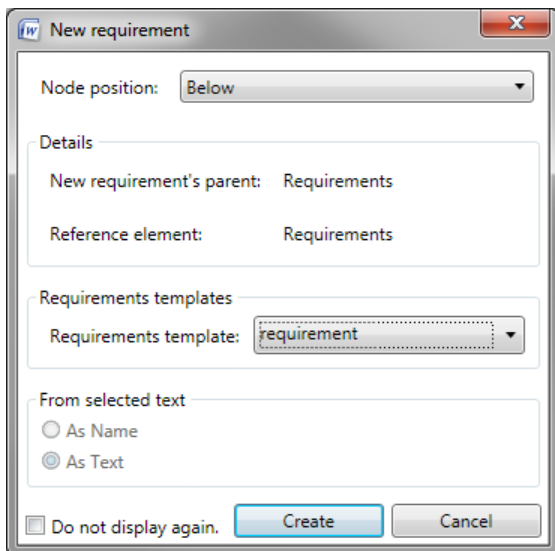 New requirement
Node position: Below
Details
New requirement's parent: Requirements
Reference element: Requirements
Requirements templates
Requirements template: requirement
From selected text
As Name
As Text
Do not display again. Create Cancel